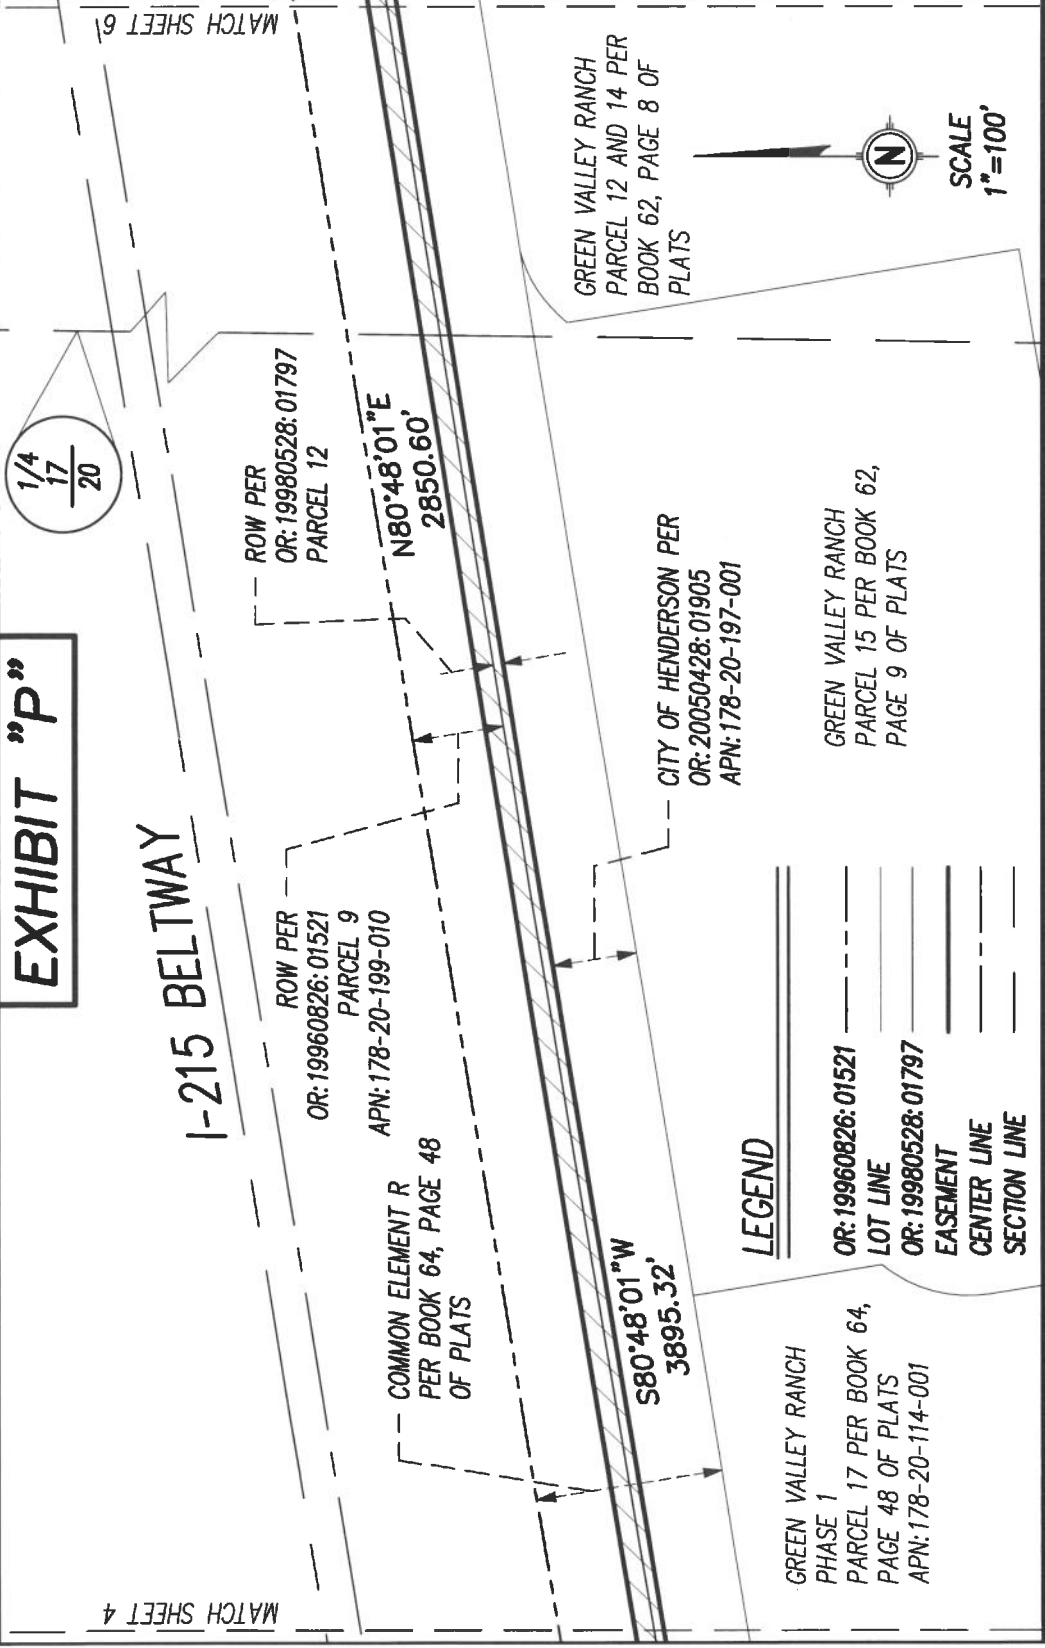 EXHIBIT "P"
1/4
17
20
MATCH SHEET 4
MATCH SHEET 6
I-215 BELTWAY
ROW PER
OR:19980528:01797
PARCEL 12
ROW PER
OR:19960826:01521
PARCEL 9
APN:178-20-199-010
COMMON ELEMENT R
PER BOOK 64, PAGE 48
OF PLATS
N80°48'01"E
2850.60'
S80°48'01"W
3895.32'
CITY OF HENDERSON PER
OR:20050428:01905
APN:178-20-197-001
GREEN VALLEY RANCH
PARCEL 12 AND 14 PER
BOOK 62, PAGE 8 OF
PLATS
GREEN VALLEY RANCH
PARCEL 15 PER BOOK 62,
PAGE 9 OF PLATS
GREEN VALLEY RANCH
PHASE 1
PARCEL 17 PER BOOK 64,
PAGE 48 OF PLATS
APN:178-20-114-001
LEGEND
OR:19960826:01521
LOT LINE
OR:19980528:01797
EASEMENT
CENTER LINE
SECTION LINE
N
SCALE
1"=100'